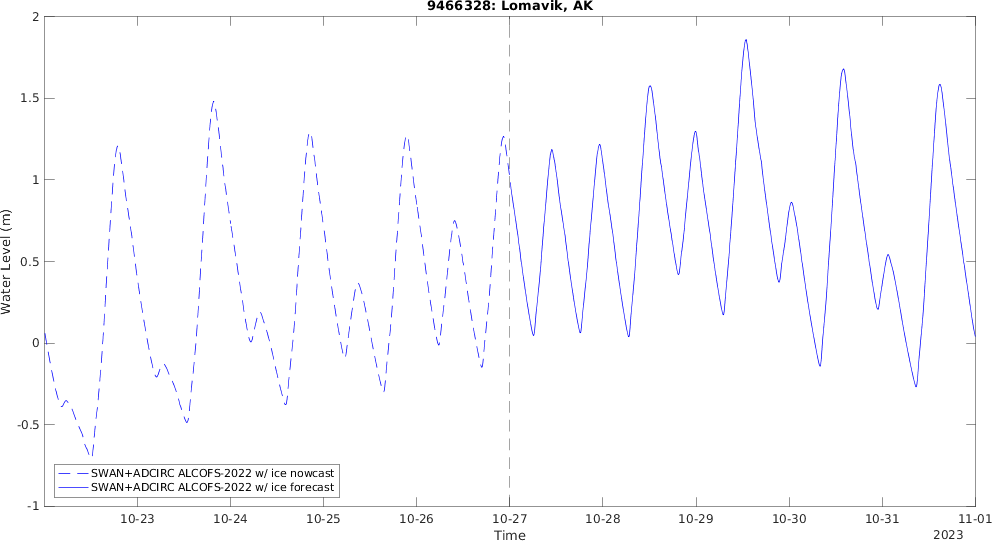 9466328: Lomavik, AK
Water Level (m)
2
1.5
1
0.5
0
-0.5
-1
SWAN+ADCIRC ALCOFS-2022 w/ ice nowcast
SWAN+ADCIRC ALCOFS-2022 w/ ice forecast
10-23 10-24 10-25 10-26 10-27 10-28 10-29 10-30 10-31 11-01
Time
2023